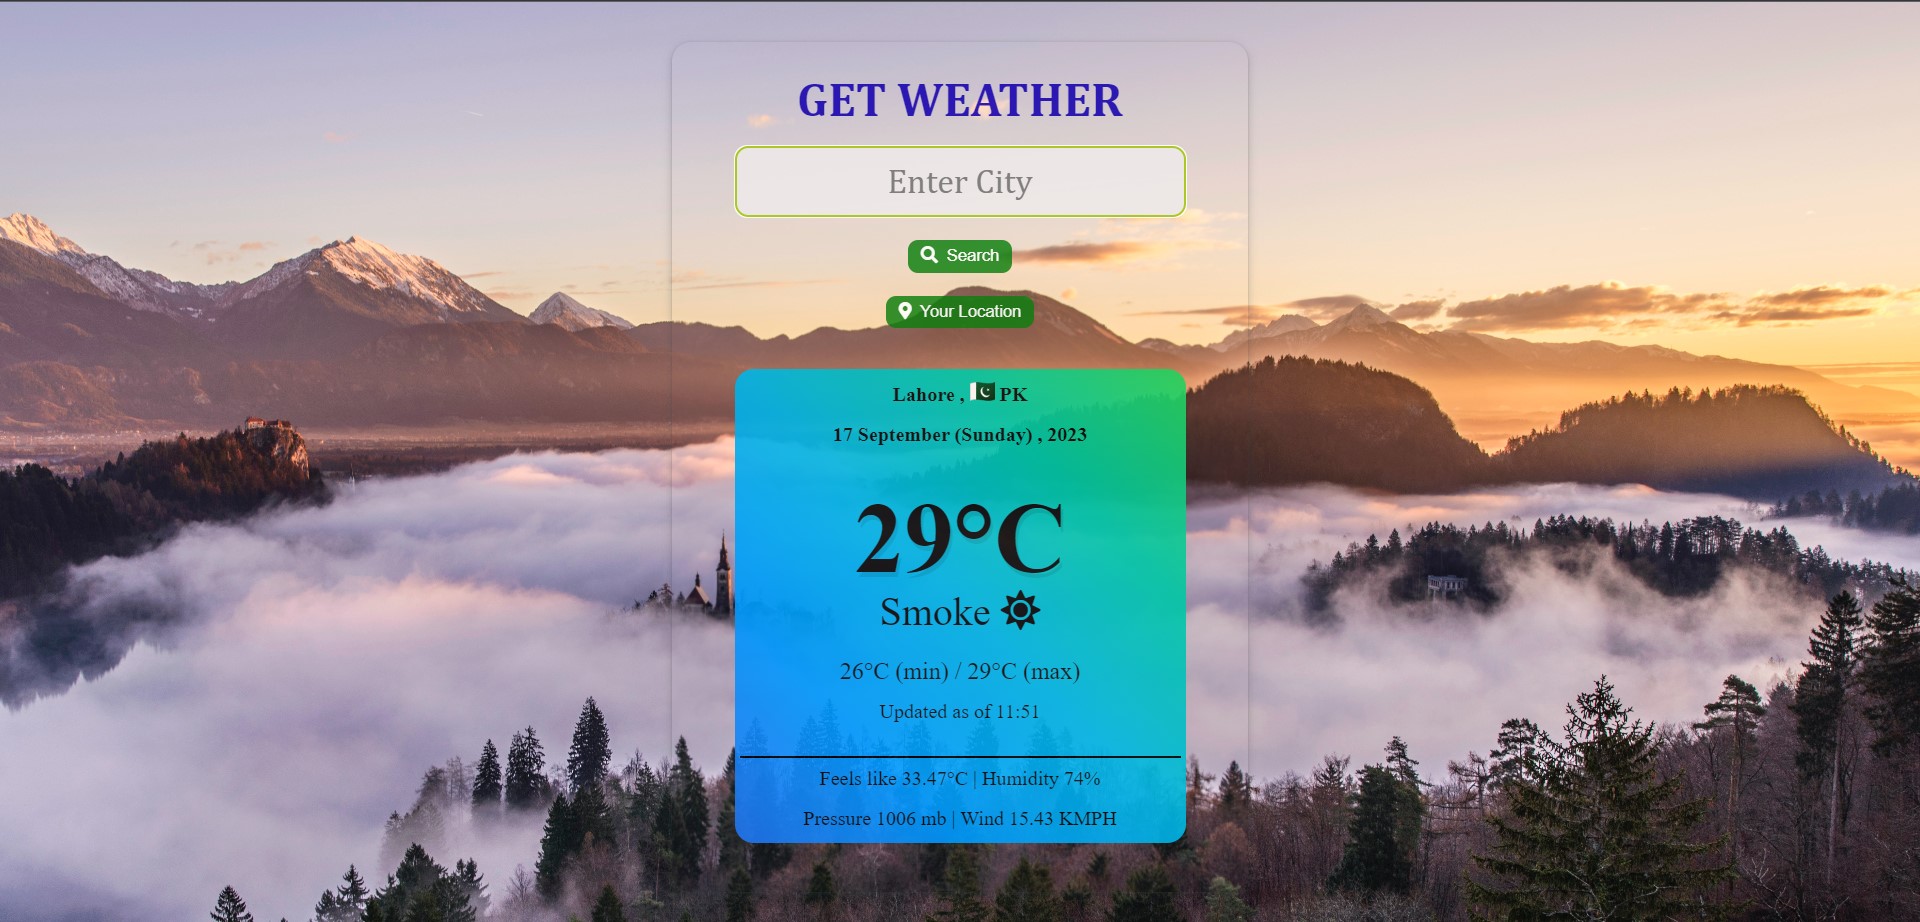 GET WEATHER
Enter City
Search
Your Location
Lahore , 🇵🇰 PK
17 September (Sunday) , 2023
29°C
Smoke
26°C (min) / 29°C (max)
Updated as of 11:51
Feels like 33.47°C | Humidity 74%
Pressure 1006 mb | Wind 15.43 KMPH